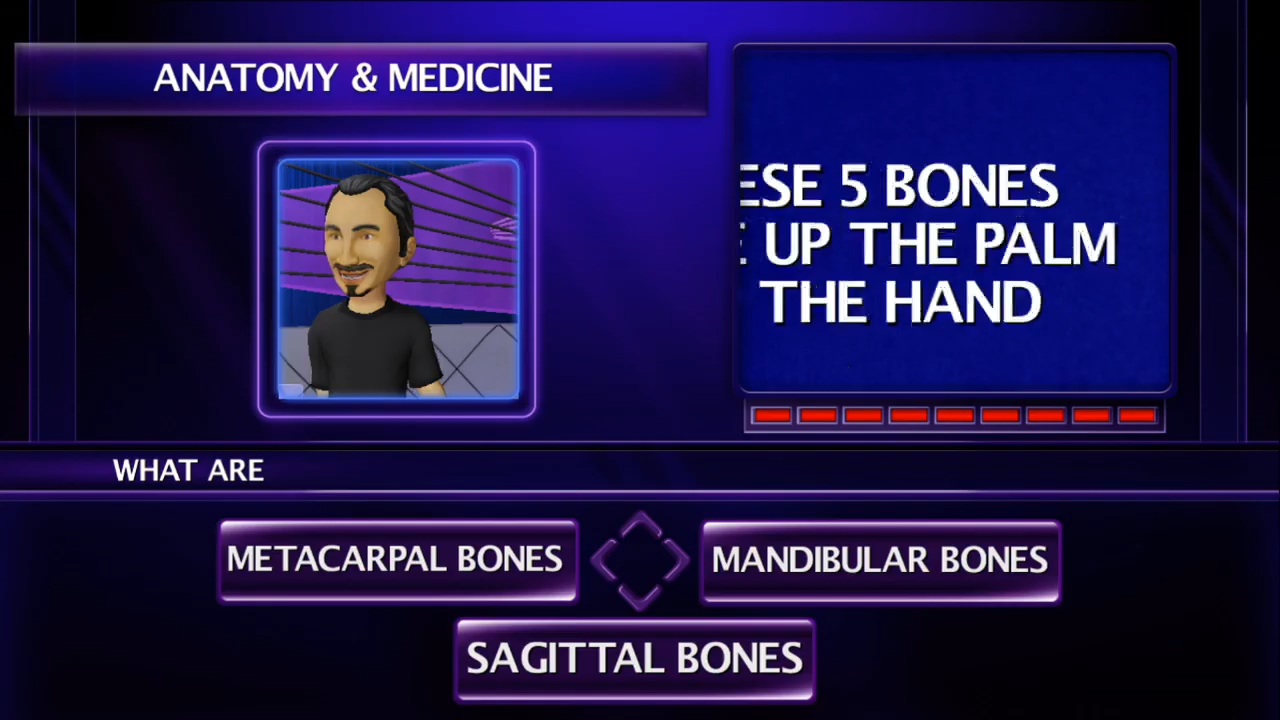 ANATOMY & MEDICINE
ESE 5 BONES
UP THE PALM
THE HAND
WHAT ARE
METACARPAL BONES
MANDIBULAR BONES
SAGITTAL BONES